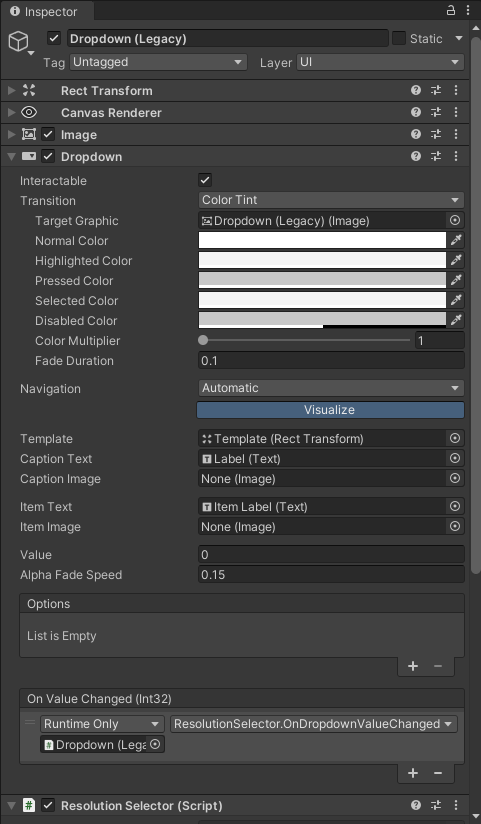 Inspector
Dropdown (Legacy) Static
Tag Untagged Layer UI
Rect Transform
Canvas Renderer
Image
Dropdown
Interactable
Transition Color Tint
Target Graphic Dropdown (Legacy) (Image)
Normal Color
Highlighted Color
Pressed Color
Selected Color
Disabled Color
Color Multiplier 1
Fade Duration 0.1
Navigation Automatic
Visualize
Template Template (Rect Transform)
Caption Text Label (Text)
Caption Image None (Image)
Item Text Item Label (Text)
Item Image None (Image)
Value 0
Alpha Fade Speed 0.15
Options
List is Empty
+ −
On Value Changed (Int32)
Runtime Only ResolutionSelector.OnDropdownValueChanged
# Dropdown (Lega
+ −
# Resolution Selector (Script)